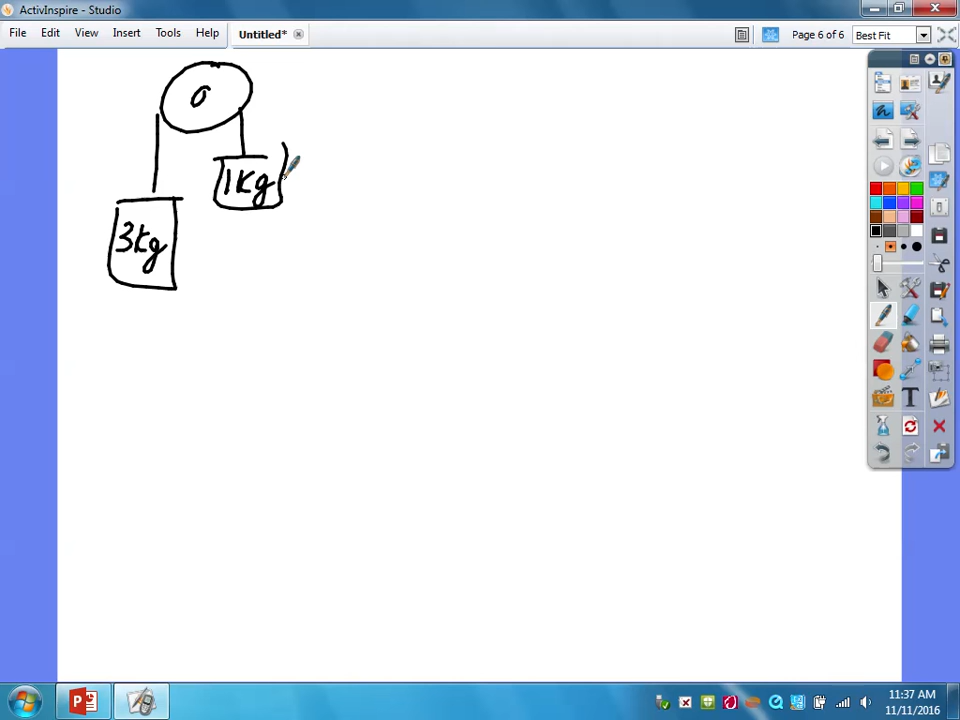 ActivInspire - Studio
File Edit View Insert Tools Help Untitled* Page 6 of 6 Best Fit
1Kg
3Kg
T
11:37 AM
11/11/2016